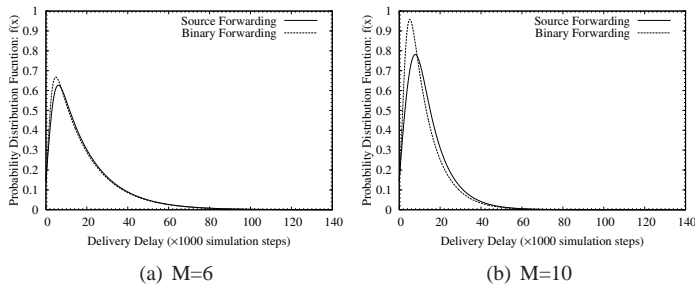 Probability Distribution Fucntion: f(x)
1
0.9
0.8
0.7
0.6
0.5
0.4
0.3
0.2
0.1
0
Source Forwarding
Binary Forwarding
0 20 40 60 80 100 120 140
Delivery Delay (×1000 simulation steps)
(a) M=6
Probability Distribution Fucntion: f(x)
1
0.9
0.8
0.7
0.6
0.5
0.4
0.3
0.2
0.1
0
Source Forwarding
Binary Forwarding
0 20 40 60 80 100 120 140
Delivery Delay (×1000 simulation steps)
(b) M=10